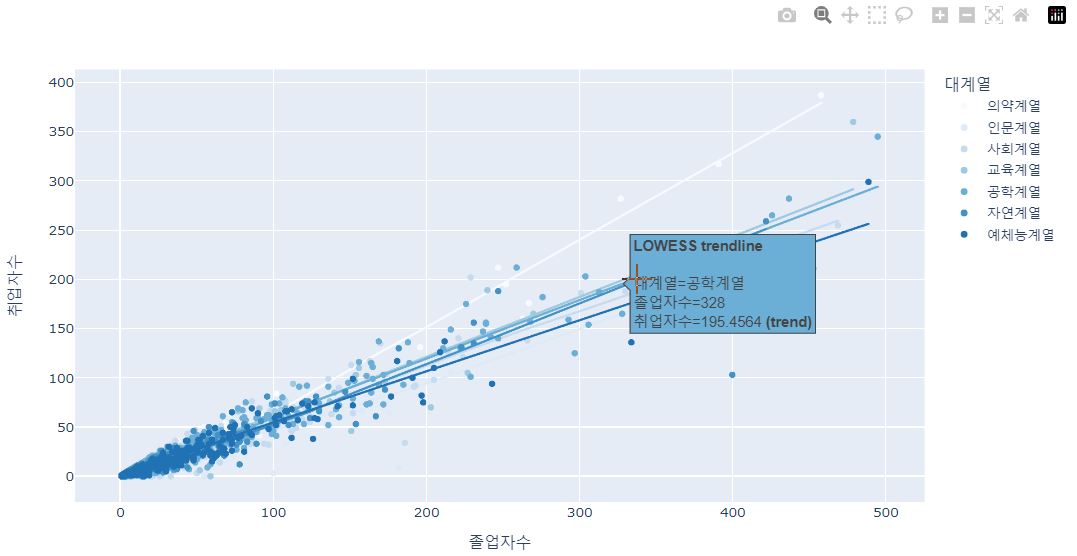 400
350
300
250
200
150
100
50
0
취업자수
0
100
200
300
400
500
졸업자수
LOWESS trendline
대계열=공학계열
졸업자수=328
취업자수=195.4564 (trend)
대계열
의약계열
인문계열
사회계열
교육계열
공학계열
자연계열
예체능계열